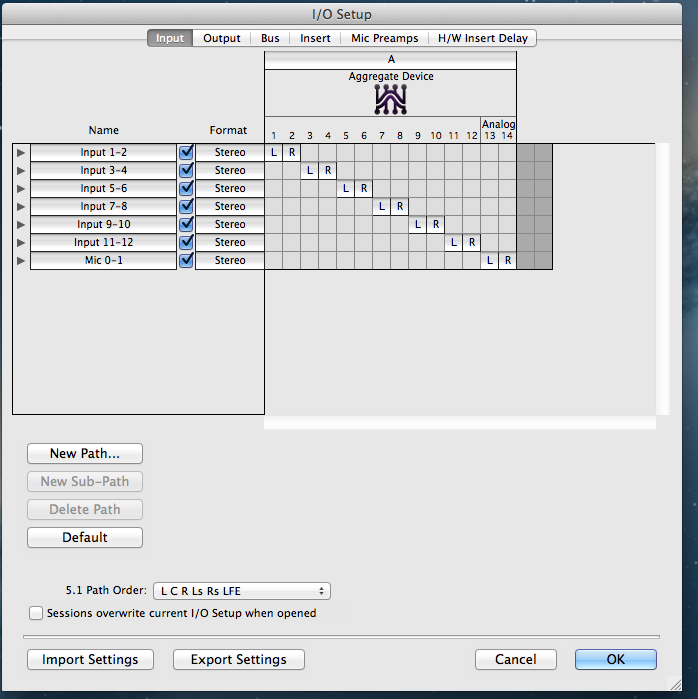 I/O Setup
Input Output Bus Insert Mic Preamps H/W Insert Delay
A
Aggregate Device
Analog
Name Format 1 2 3 4 5 6 7 8 9 10 11 12 13 14
Input 1-2 Stereo L R
Input 3-4 Stereo L R
Input 5-6 Stereo L R
Input 7-8 Stereo L R
Input 9-10 Stereo L R
Input 11-12 Stereo L R
Mic 0-1 Stereo L R
New Path...
New Sub-Path
Delete Path
Default
5.1 Path Order: L C R Ls Rs LFE
Sessions overwrite current I/O Setup when opened
Import Settings Export Settings Cancel OK